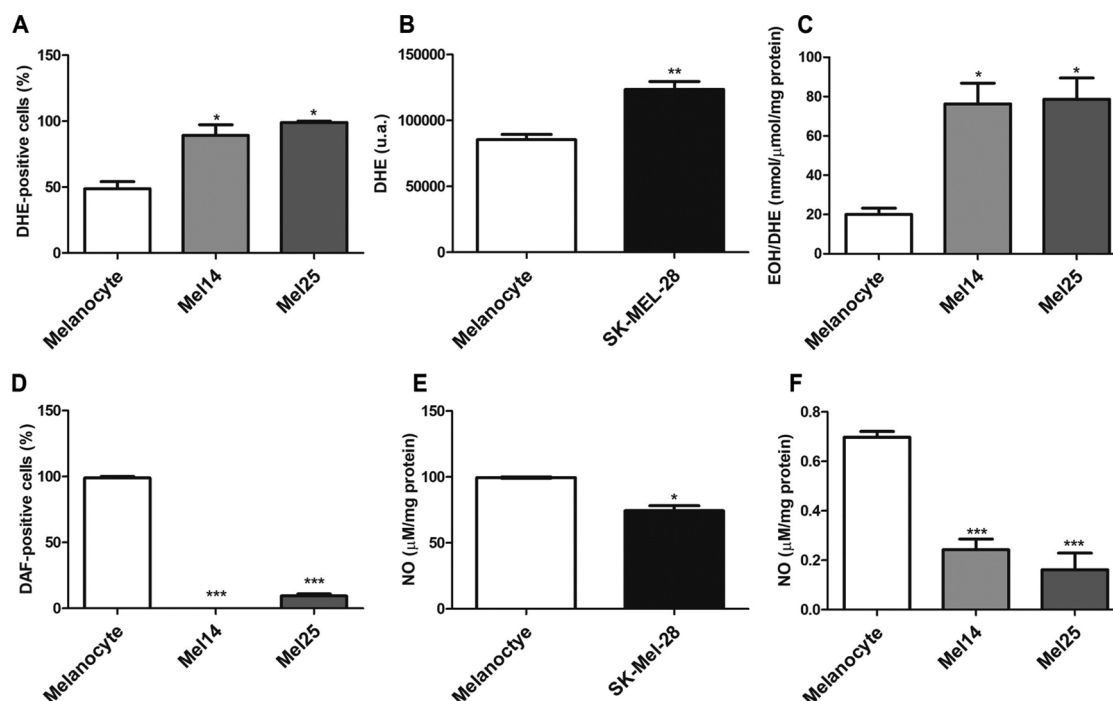 A
DHE-positive cells (%)
150
100
50
0
*
*
Melanocyte
Mel14
Mel25
B
DHE (u.a.)
150000
100000
50000
0
**
Melanocyte
SK-MEL-28
C
EOH/DHE (nmol/μmol/mg protein)
100
80
60
40
20
0
*
*
Melanocyte
Mel14
Mel25
D
DAF-positive cells (%)
150
100
50
0
***
***
Melanocyte
Mel14
Mel25
E
NO (μM/mg protein)
150
100
50
0
*
Melanoctye
SK-Mel-28
F
NO (μM/mg protein)
0.8
0.6
0.4
0.2
0.0
***
***
Melanocyte
Mel14
Mel25